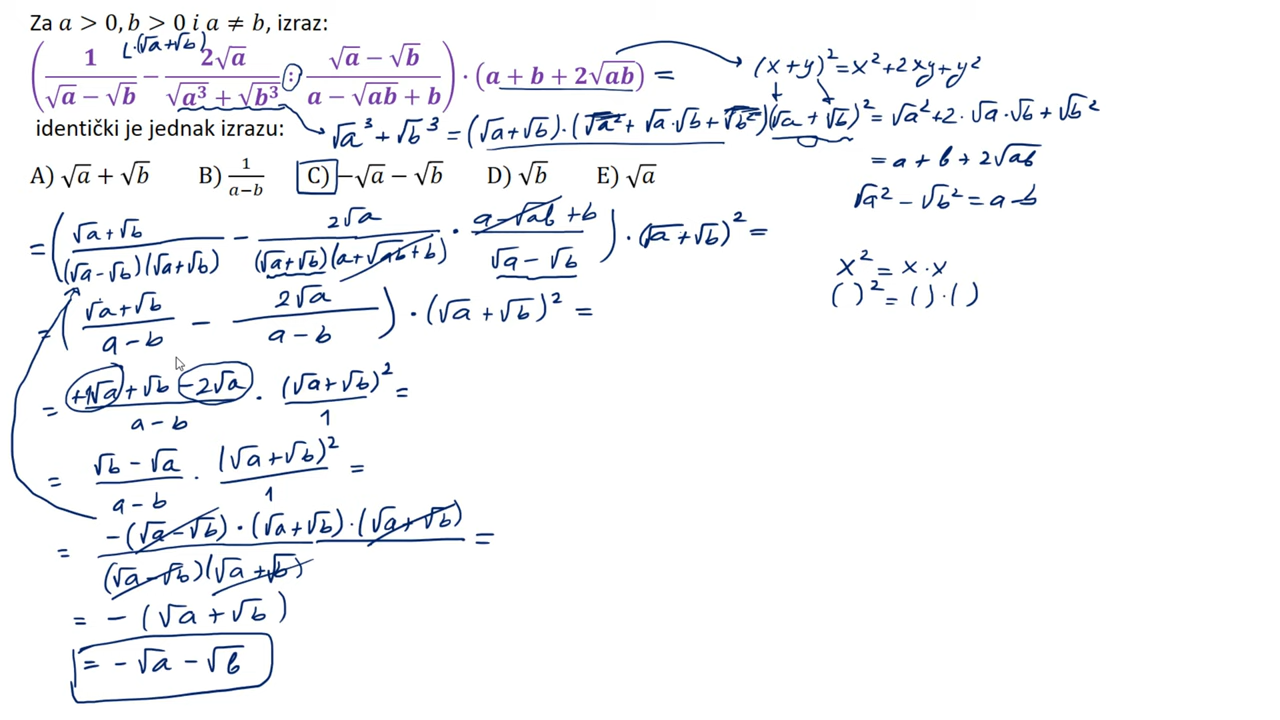 Za a > 0, b > 0 i a ≠ b, izraz:
(1/(√a − √b) − 2√a/(√a³ + √b³) : (√a − √b)/(a − √ab + b)) · (a + b + 2√ab) =
L·(√a+√b)
(x + y)² = x² + 2xy + y²
identički je jednak izrazu:
√a³ + √b³ = (√a + √b) · (√a² + √a · √b + √b²)
(√a + √b)² = √a² + 2 · √a · √b + √b²
= a + b + 2√ab
A) √a + √b B) 1/(a−b) C) −√a − √b D) √b E) √a
√a² − √b² = a − b
= ((√a + √b)/((√a − √b)(√a + √b)) − 2√a/((√a + √b)(a + √ab + b)) · (a − √ab + b)/(√a − √b)) · (√a + √b)² =
x² = x · x
( )² = ( ) · ( )
= ((√a + √b)/(a − b) − 2√a/(a − b)) · (√a + √b)² =
= (+1√a + √b − 2√a)/(a − b) · (√a + √b)²/1 =
= (√b − √a)/(a − b) · (√a + √b)²/1 =
= −(√a − √b) · (√a + √b) · (√a + √b)/((√a − √b)(√a + √b)) =
= − (√a + √b)
= − √a − √b